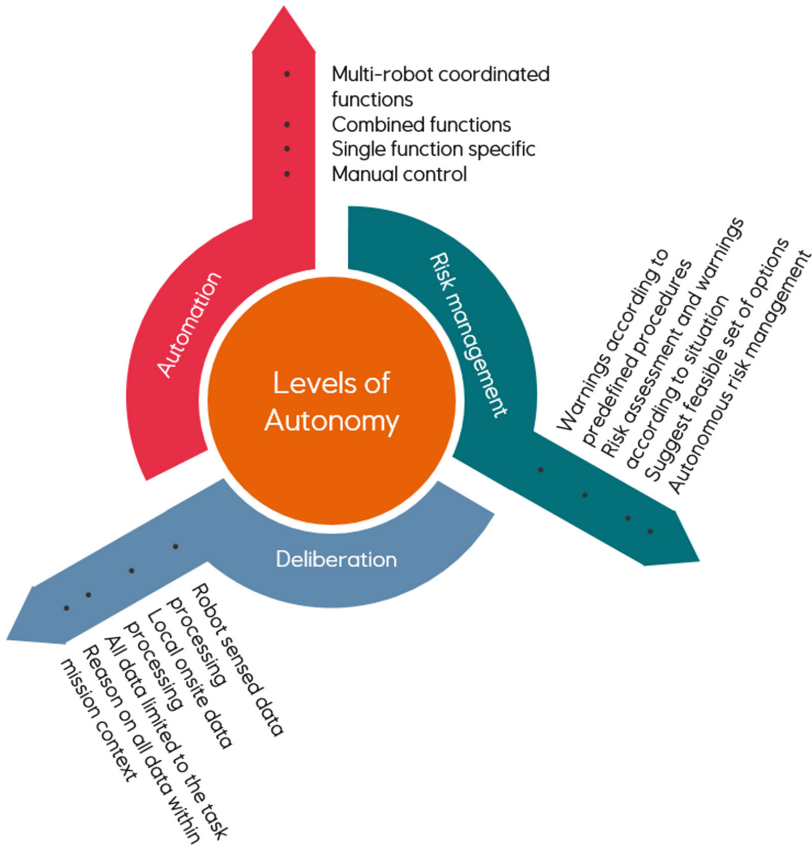 Multi-robot coordinated
functions
Combined functions
Single function specific
Manual control
Automation
Risk management
Levels of
Autonomy
Warnings according to
predefined procedures
Risk assessment and warnings
according to situation
Suggest feasible set of options
Autonomous risk management
Deliberation
Robot sensed data
processing
Local onsite data
processing
All data limited to the task
Reason on all data within
mission context